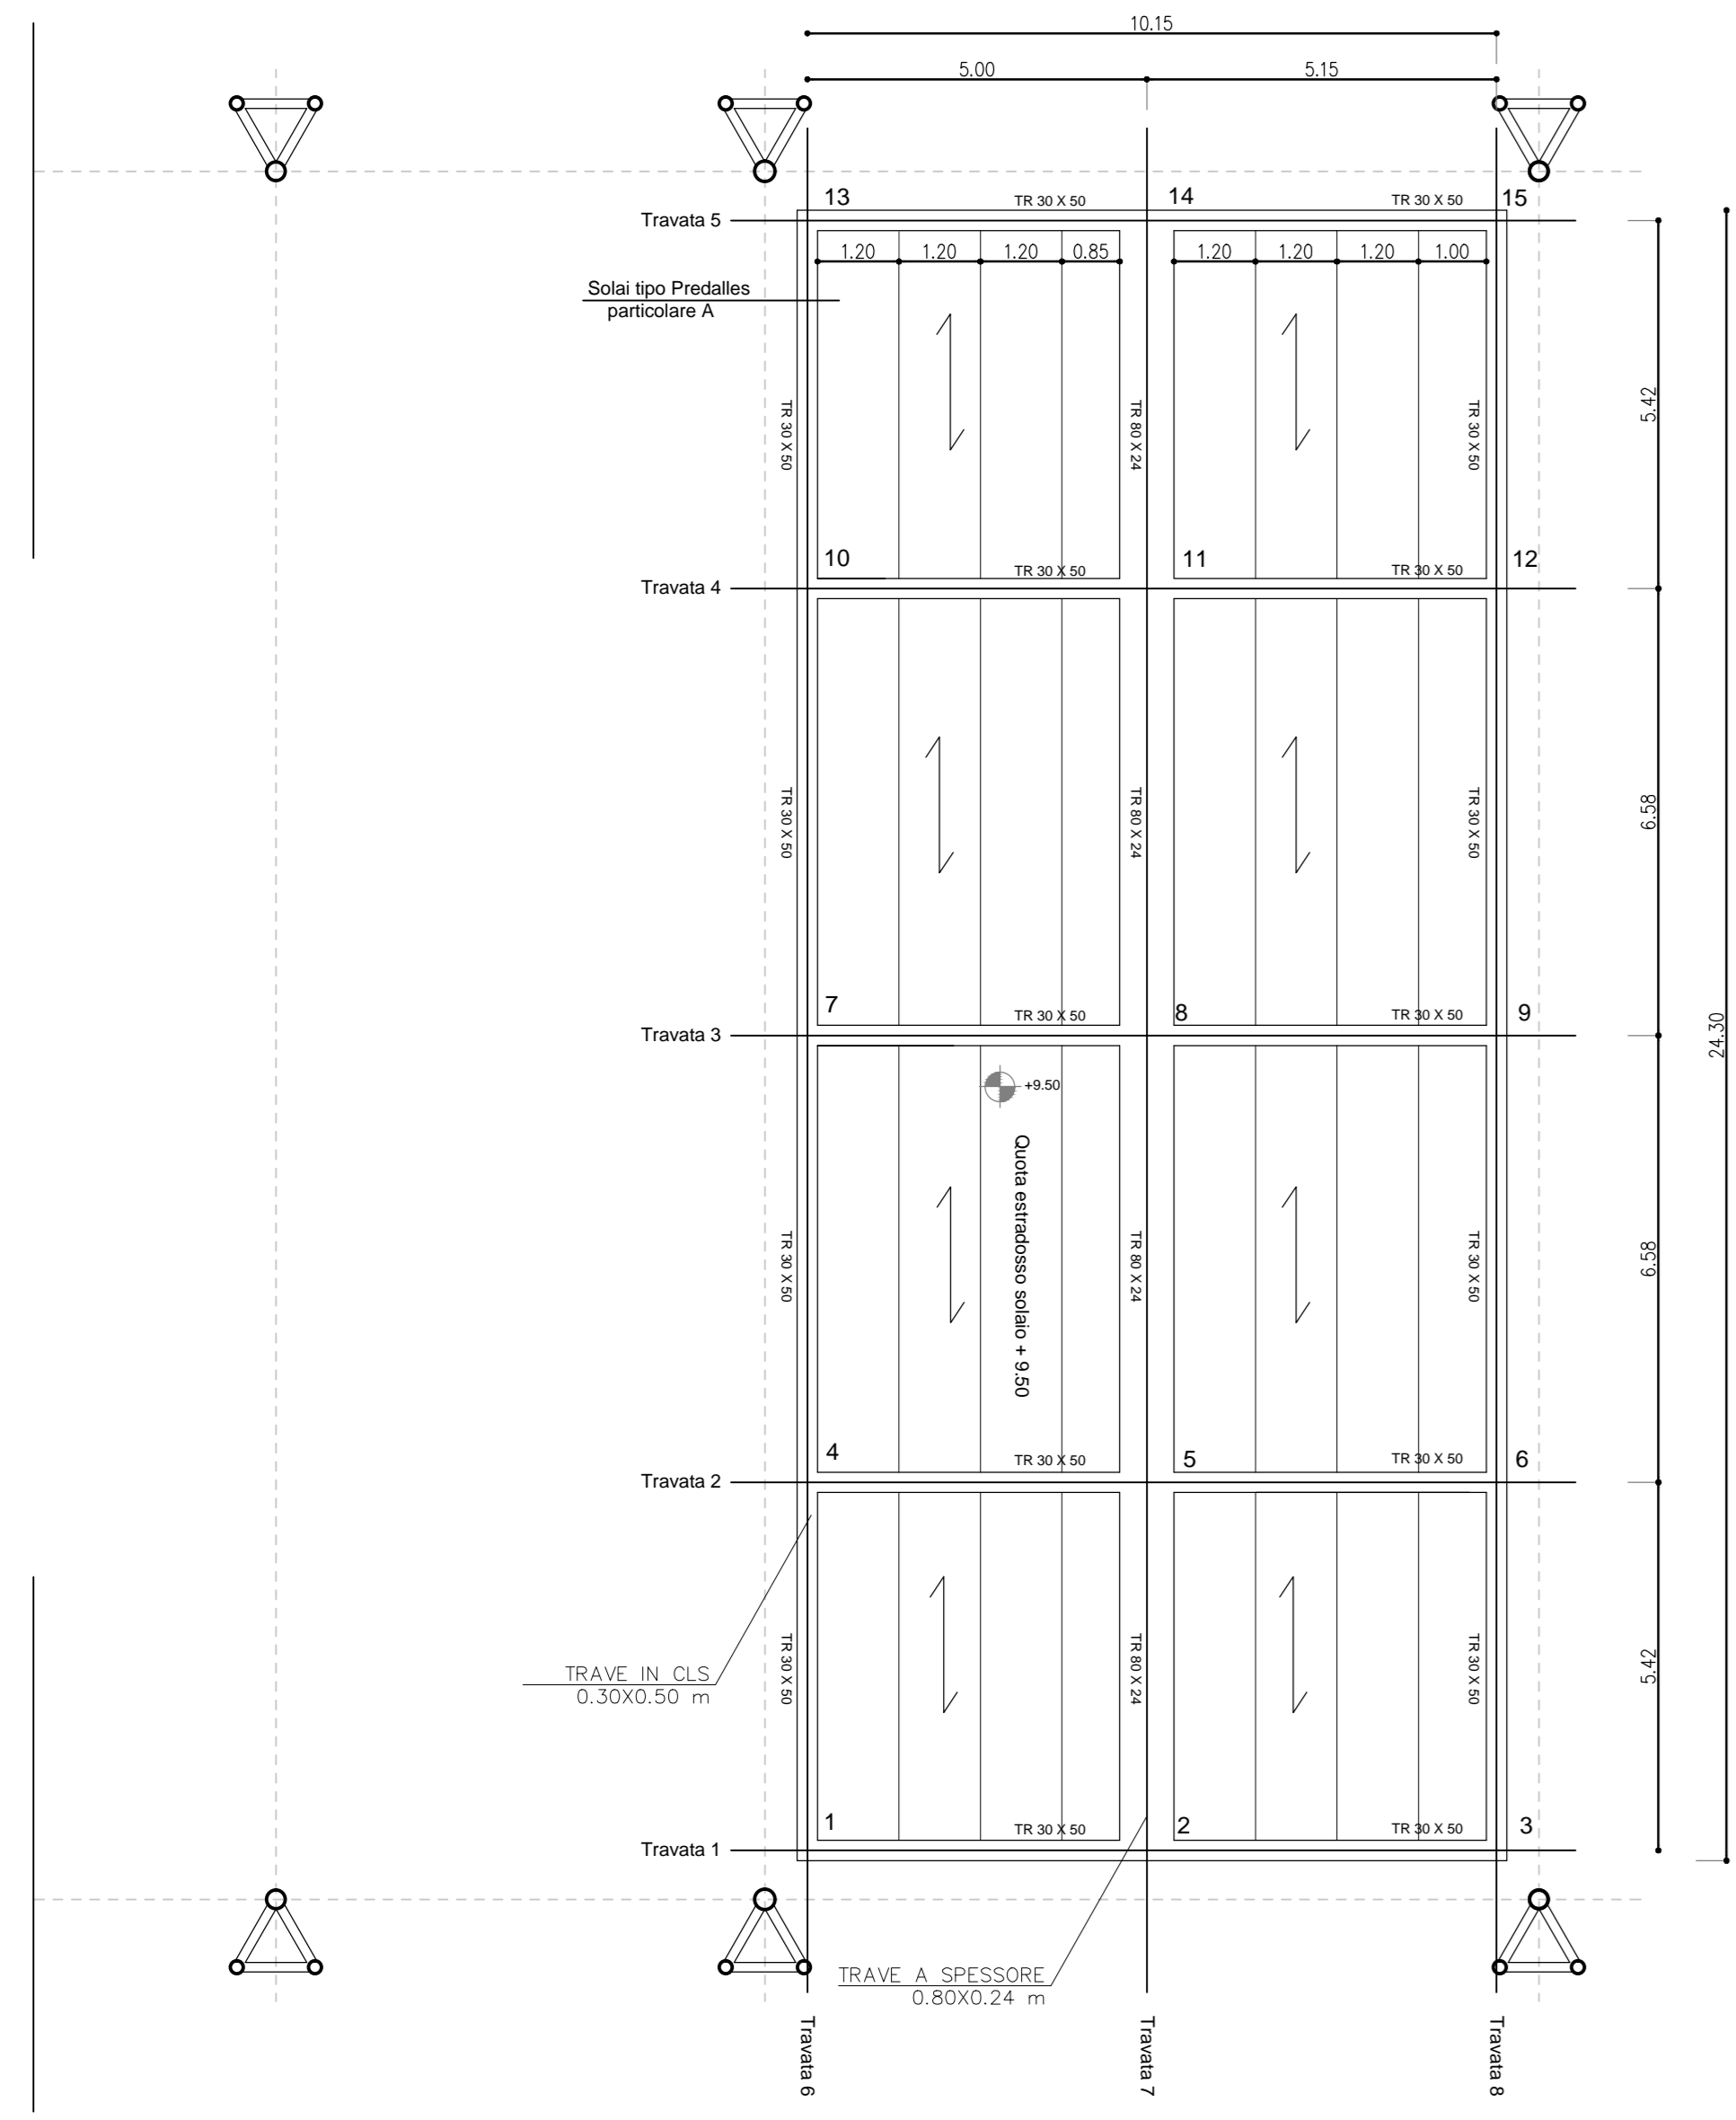 10.15
5.00
5.15
13
TR 30 X 50
14
TR 30 X 50
15
Travata 5
1.20
1.20
1.20
0.85
1.20
1.20
1.20
1.00
Solai tipo Predalles
particolare A
TR 30 X 50
TR 80 X 24
TR 30 X 50
5.42
10
TR 30 X 50
11
TR 30 X 50
12
Travata 4
TR 30 X 50
TR 80 X 24
TR 30 X 50
6.58
7
TR 30 X 50
8
TR 30 X 50
9
Travata 3
24.30
+9.50
Quota estradosso solaio + 9.50
TR 30 X 50
TR 80 X 24
TR 30 X 50
6.58
4
TR 30 X 50
5
TR 30 X 50
6
Travata 2
TRAVE IN CLS
0.30X0.50 m
TR 30 X 50
TR 80 X 24
TR 30 X 50
5.42
1
TR 30 X 50
2
TR 30 X 50
3
Travata 1
TRAVE A SPESSORE
0.80X0.24 m
Travata 6
Travata 7
Travata 8